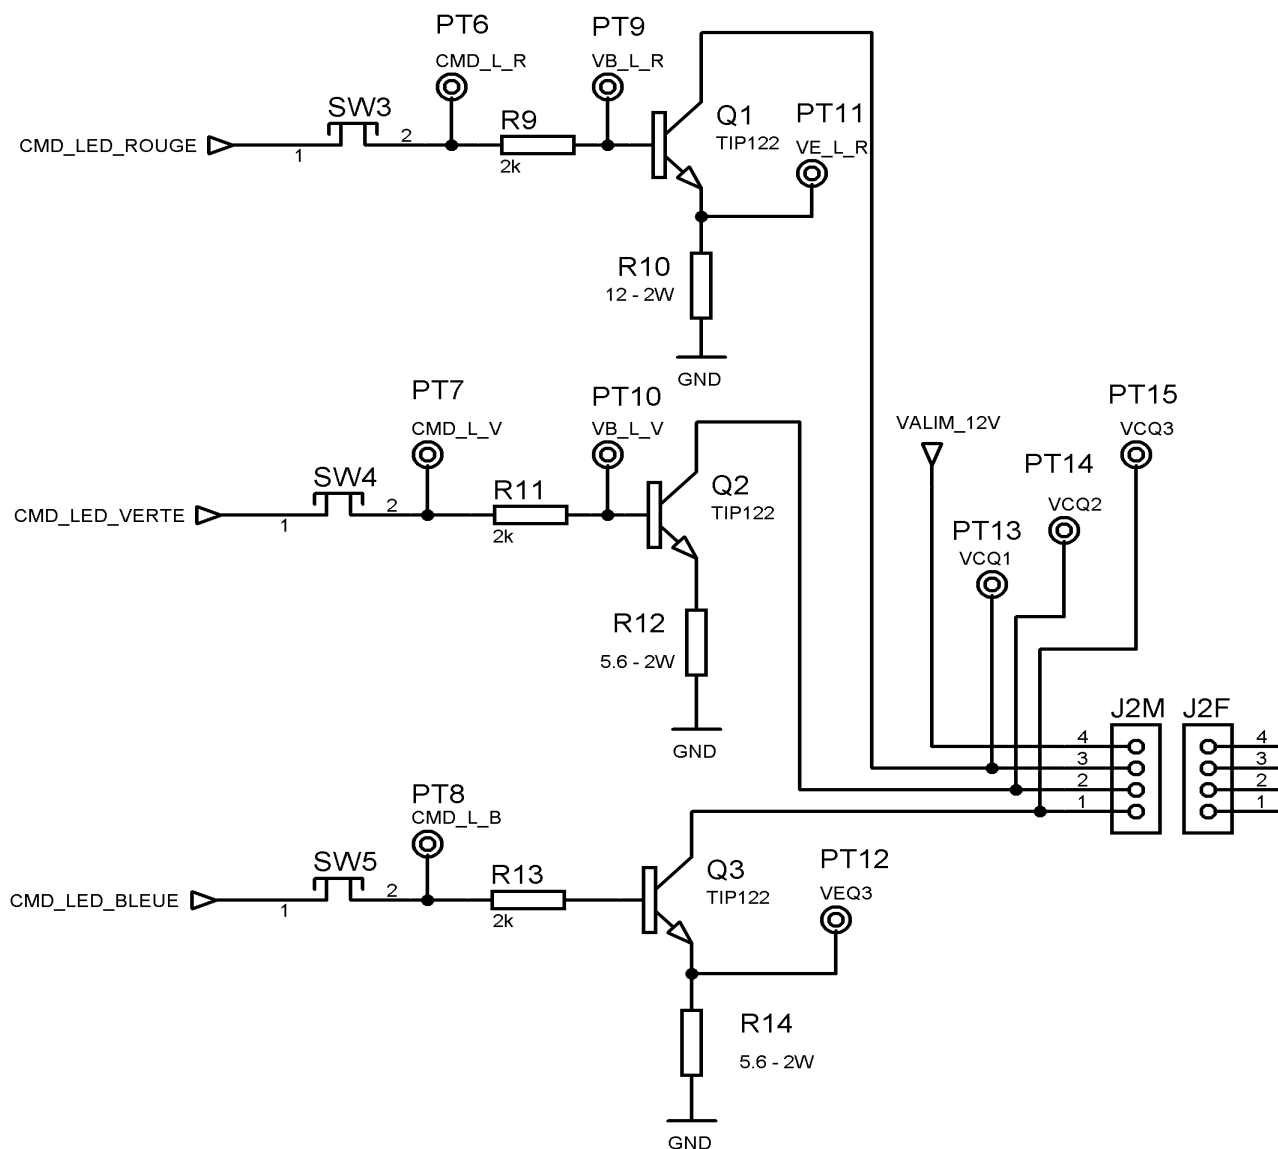 PT6
CMD_L_R
PT9
VB_L_R
SW3
CMD_LED_ROUGE
1
2
R9
2k
Q1
TIP122
PT11
VE_L_R
R10
12 - 2W
GND
PT7
CMD_L_V
PT10
VB_L_V
SW4
CMD_LED_VERTE
1
2
R11
2k
Q2
TIP122
R12
5.6 - 2W
GND
VALIM_12V
PT15
VCQ3
PT14
VCQ2
PT13
VCQ1
J2M
J2F
4
3
2
1
4
3
2
1
PT8
CMD_L_B
SW5
CMD_LED_BLEUE
1
2
R13
2k
Q3
TIP122
PT12
VEQ3
R14
5.6 - 2W
GND